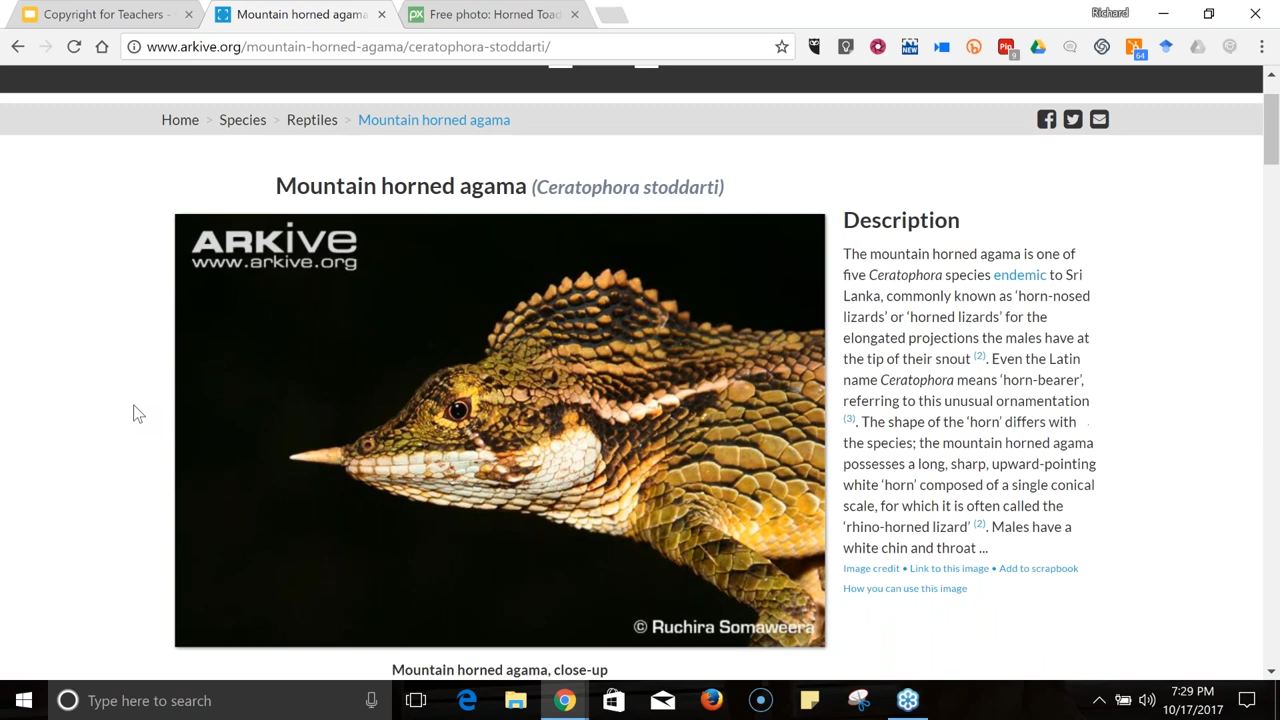 Copyright for Teachers -
Mountain horned agama
Free photo: Horned Toad
Richard
www.arkive.org/mountain-horned-agama/ceratophora-stoddarti/
NEW
9
64
Home > Species > Reptiles > Mountain horned agama
Mountain horned agama (Ceratophora stoddarti)
ARKive
www.arkive.org
© Ruchira Somaweera
Mountain horned agama, close-up
Description
The mountain horned agama is one of
five Ceratophora species endemic to Sri
Lanka, commonly known as ‘horn-nosed
lizards’ or ‘horned lizards’ for the
elongated projections the males have at
the tip of their snout (2). Even the Latin
name Ceratophora means ‘horn-bearer’,
referring to this unusual ornamentation
(3). The shape of the ‘horn’ differs with
the species; the mountain horned agama
possesses a long, sharp, upward-pointing
white ‘horn’ composed of a single conical
scale, for which it is often called the
‘rhino-horned lizard’ (2). Males have a
white chin and throat ...
Image credit • Link to this image • Add to scrapbook
How you can use this image
Type here to search
7:29 PM
10/17/2017